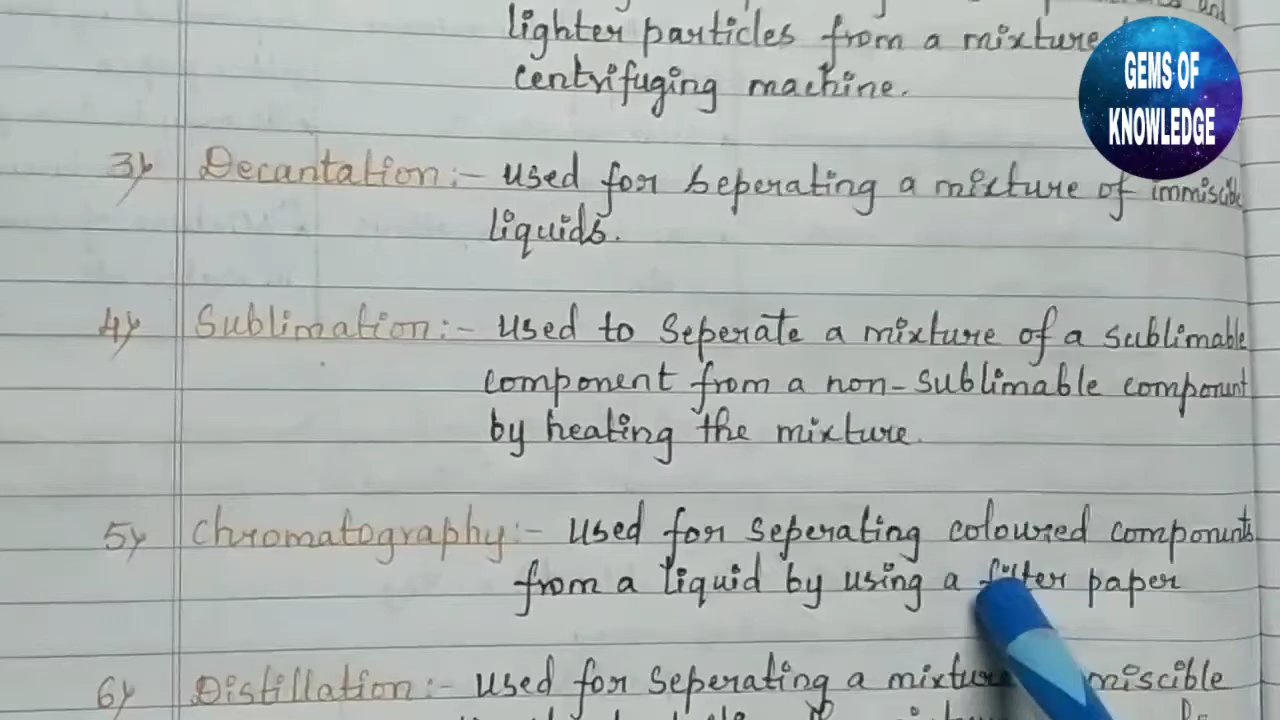 and
lighter particles from a mixture
centrifuging machine.
GEMS OF
KNOWLEDGE
3) Decantation :- used for seperating a mixture of immiscible
liquids.
4) Sublimation :- Used to seperate a mixture of a sublimable
component from a non-sublimable component
by heating the mixture.
5) Chromatography :- Used for seperating coloured components
from a liquid by using a filter paper
6) Distillation :- Used for seperating a mixture miscible